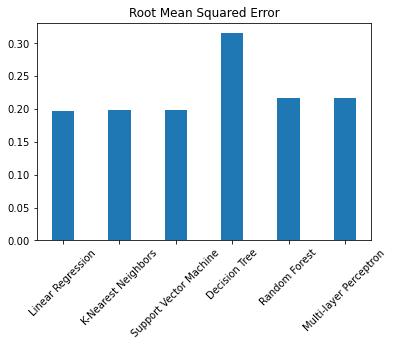 Root Mean Squared Error
0.30
0.25
0.20
0.15
0.10
0.05
0.00
Linear Regression
K-Nearest Neighbors
Support Vector Machine
Decision Tree
Random Forest
Multi-layer Perceptron